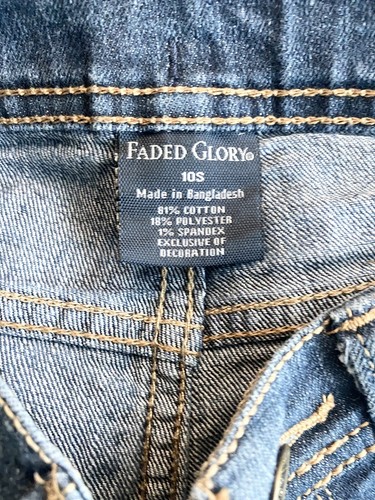 FADED GLORY®
10S
Made in Bangladesh
81% COTTON
18% POLYESTER
1% SPANDEX
EXCLUSIVE OF
DECORATION